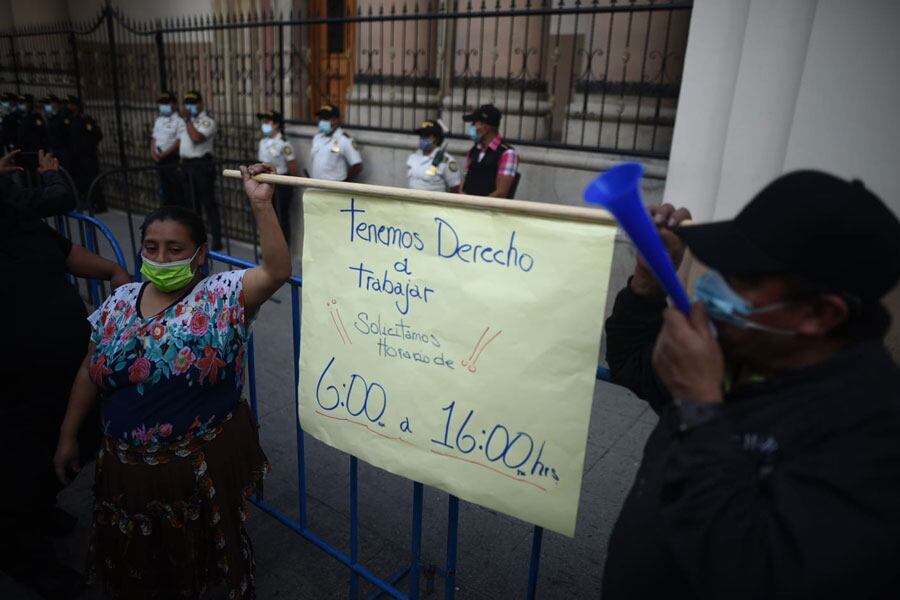 Tenemos Derecho
a
Trabajar
¡¡ Solicitamos
Horario de !!
6:00 a 16:00 hrs